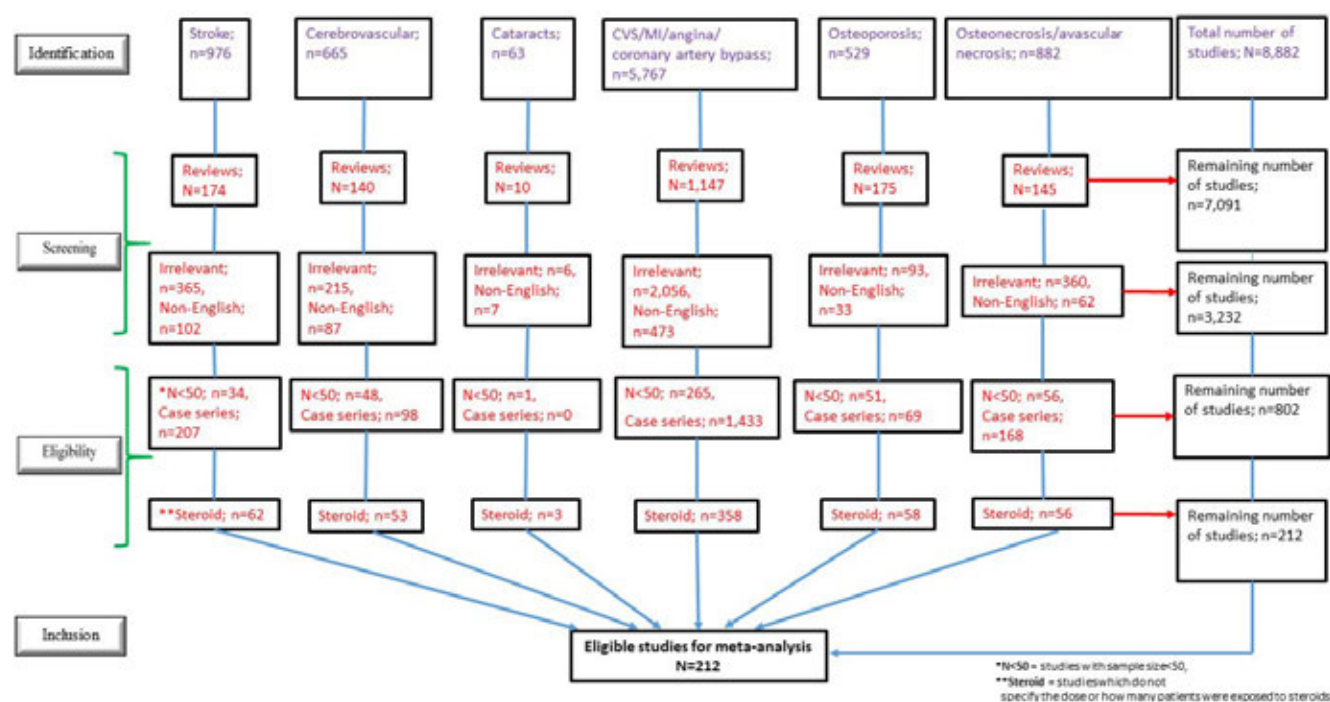 Identification
Stroke;
n=976
Cerebrovascular;
n=665
Cataracts;
n=63
CVS/MI/angina/
coronary artery bypass;
n=5,767
Osteoporosis;
n=529
Osteonecrosis/avascular
necrosis; n=882
Total number of
studies; N=8,882
Screening
Reviews;
N=174
Reviews;
N=140
Reviews;
N=10
Reviews;
N=1,147
Reviews;
N=175
Reviews;
N=145
Remaining number
of studies;
n=7,091
Irrelevant;
n=365,
Non-English;
n=102
Irrelevant;
n=215,
Non-English;
n=87
Irrelevant; n=6,
Non-English;
n=7
Irrelevant;
n=2,056,
Non-English;
n=473
Irrelevant; n=93,
Non-English;
n=33
Irrelevant; n=360,
Non-English; n=62
Remaining number
of studies;
n=3,232
Eligibility
*N<50; n=34,
Case series;
n=207
N<50; n=48,
Case series; n=98
N<50; n=1,
Case series; n=0
N<50; n=265,
Case series; n=1,433
N<50; n=51,
Case series; n=69
N<50; n=56,
Case series;
n=168
Remaining number
of studies; n=802
**Steroid; n=62
Steroid; n=53
Steroid; n=3
Steroid; n=358
Steroid; n=58
Steroid; n=56
Remaining number
of studies; n=212
Inclusion
Eligible studies for meta-analysis
N=212
*N<50 = studies with sample size<50,
**Steroid = studies which do not
specify the dose or how many patients were exposed to steroids